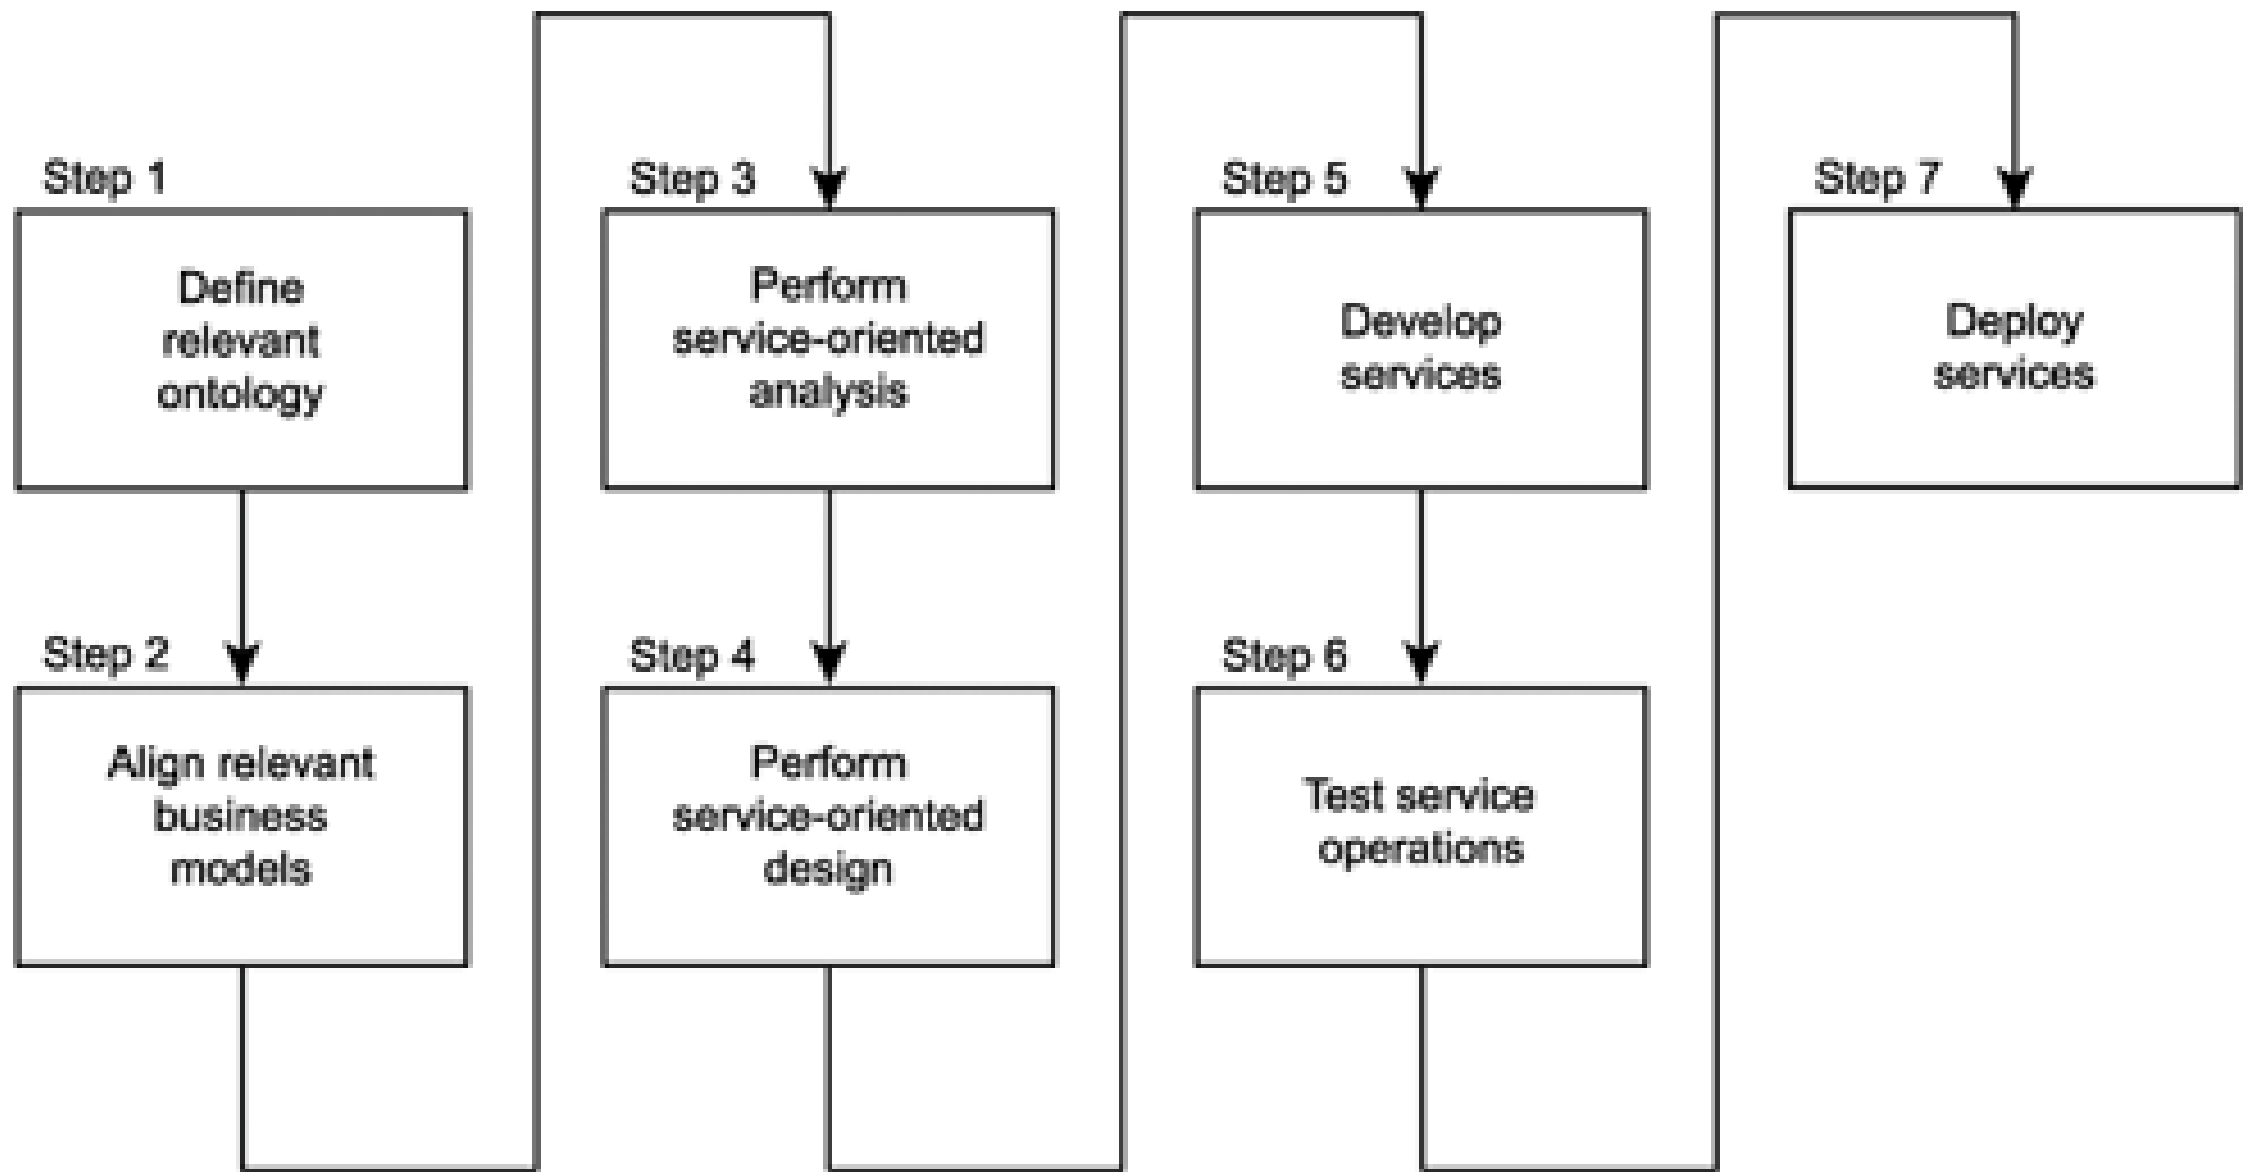 Step 1
Define
relevant
ontology
Step 2
Align relevant
business
models
Step 3
Perform
service-oriented
analysis
Step 4
Perform
service-oriented
design
Step 5
Develop
services
Step 6
Test service
operations
Step 7
Deploy
services